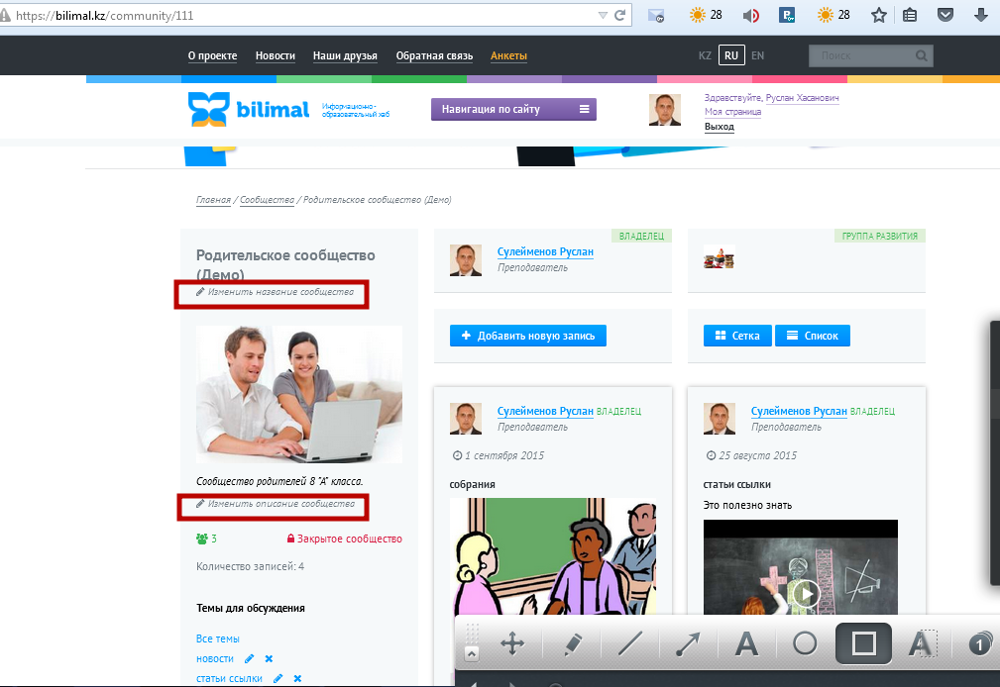 https://bilimal.kz/community/111
28
28
О проекте Новости Наши друзья Обратная связь Анкеты
KZ RU EN
Поиск
bilimal
Информационно-
образовательный хаб
Навигация по сайту
Здравствуйте, Руслан Хасанович
Моя страница
Выход
Главная / Сообщества / Родительское сообщество (Демо)
Родительское сообщество
(Демо)
Изменить название сообщества
Сообщество родителей 8 "А" класса.
Изменить описание сообщества
3 Закрытое сообщество
Количество записей: 4
Темы для обсуждения
Все темы
новости
статьи ссылки
ВЛАДЕЛЕЦ
Сулейменов Руслан
Преподаватель
ГРУППА РАЗВИТИЯ
Добавить новую запись
Сетка Список
Сулейменов Руслан ВЛАДЕЛЕЦ
Преподаватель
1 сентября 2015
собрания
Сулейменов Руслан ВЛАДЕЛЕЦ
Преподаватель
25 августа 2015
статьи ссылки
Это полезно знать
A
A
1